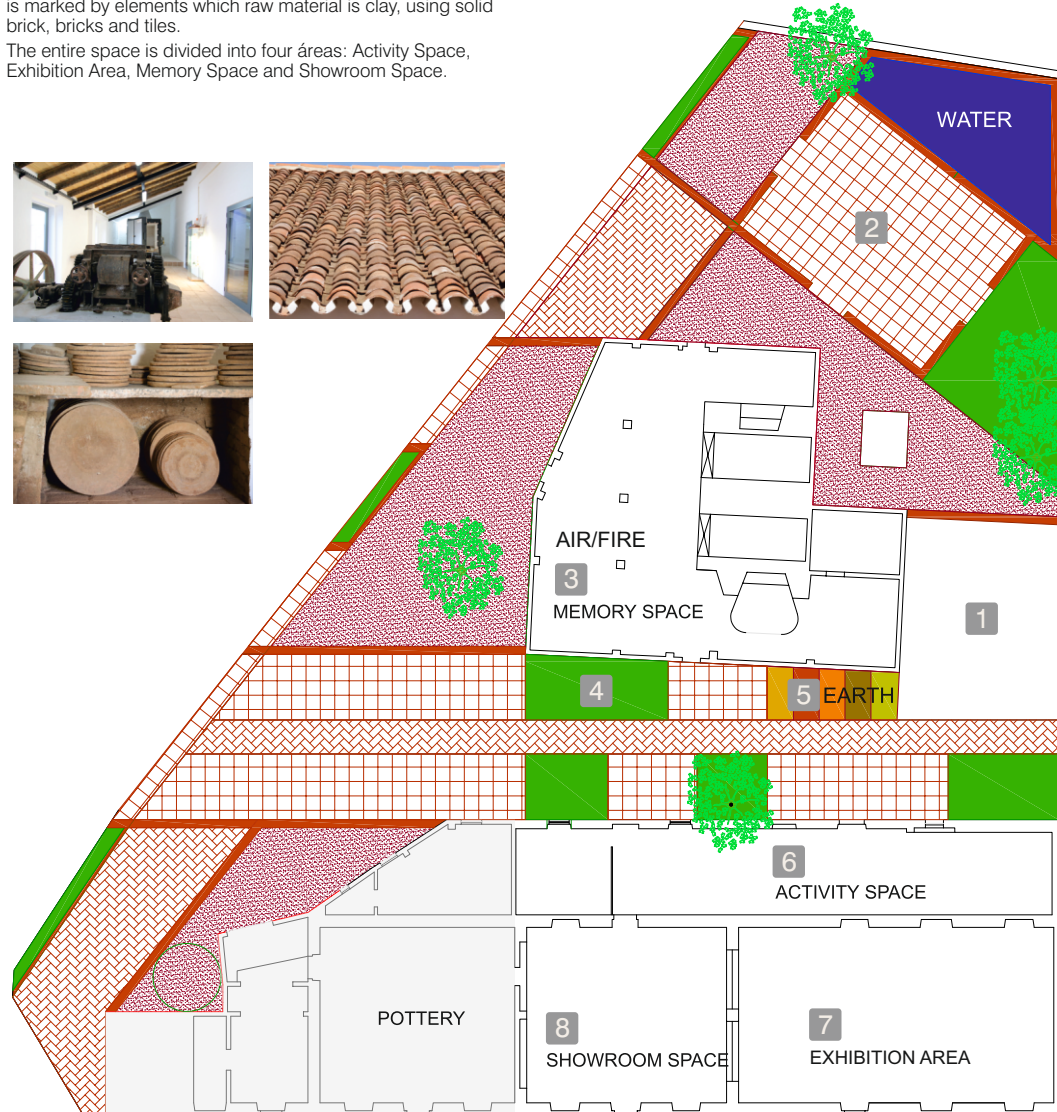 is marked by elements which raw material is clay, using solid
brick, bricks and tiles.
The entire space is divided into four áreas: Activity Space,
Exhibition Area, Memory Space and Showroom Space.
WATER
2
AIR/FIRE
3
MEMORY SPACE
1
4
5 EARTH
6
ACTIVITY SPACE
POTTERY
8
SHOWROOM SPACE
7
EXHIBITION AREA